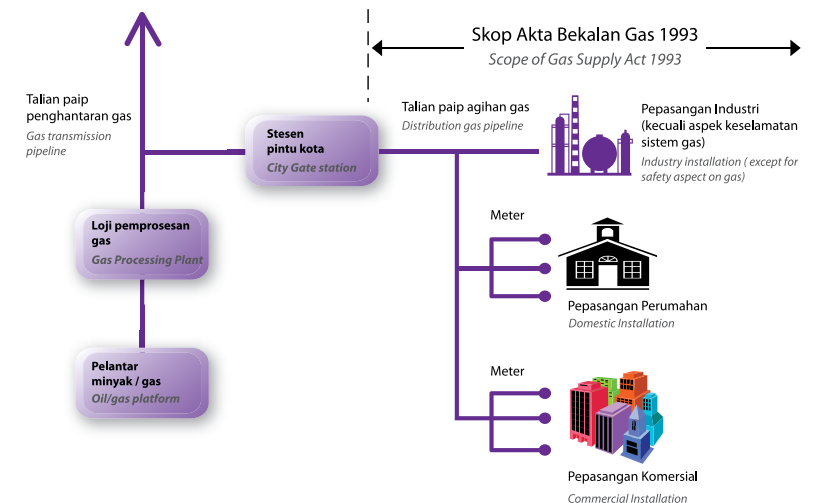 Skop Akta Bekalan Gas 1993
Scope of Gas Supply Act 1993
Talian paip
penghantaran gas
Gas transmission
pipeline
Stesen
pintu kota
City Gate station
Talian paip agihan gas
Distribution gas pipeline
Pepasangan Industri
(kecuali aspek keselamatan
sistem gas)
Industry installation ( except for
safety aspect on gas)
Loji pemprosesan
gas
Gas Processing Plant
Meter
Pepasangan Perumahan
Domestic Installation
Pelantar
minyak / gas
Oil/gas platform
Meter
Pepasangan Komersial
Commercial Installation